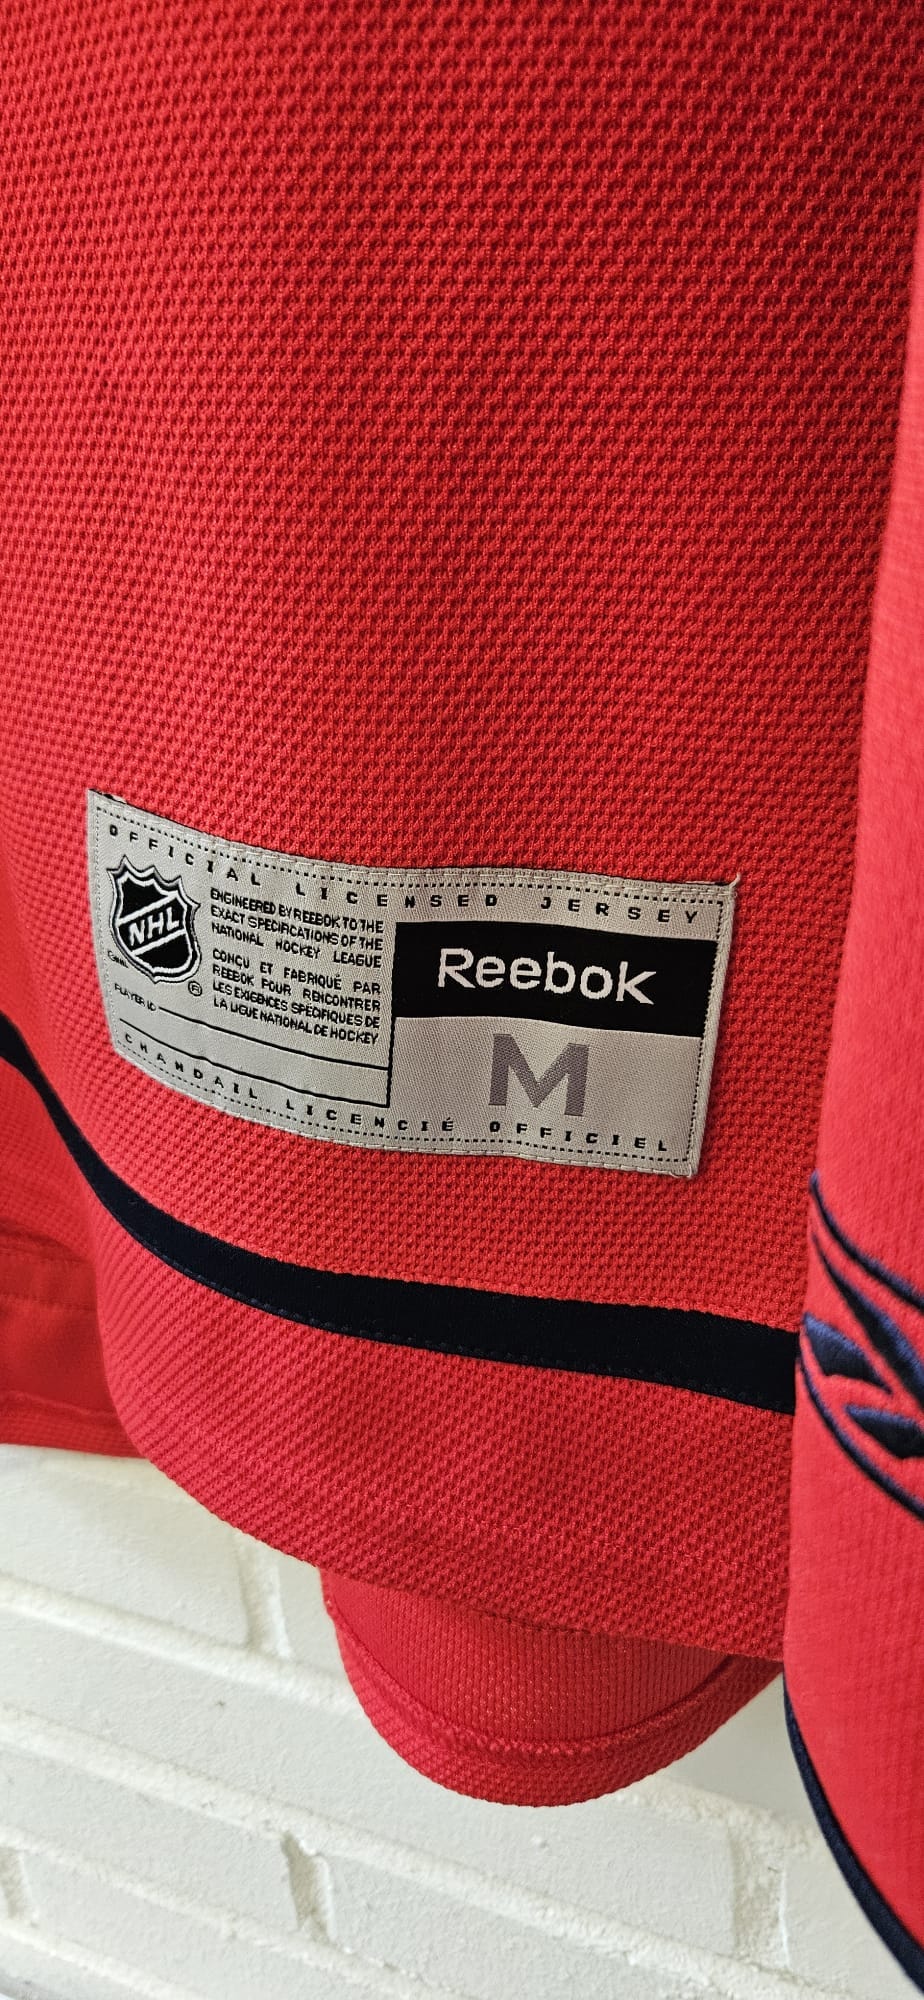 OFFICIAL LICENSED JERSEY
NHL
ENGINEERED BY REEBOK TO THE
EXACT SPECIFICATIONS OF THE
NATIONAL HOCKEY LEAGUE
CONÇU ET FABRIQUÉ PAR
REEBOK POUR RENCONTRER
LES EXIGENCES SPÉCIFIQUES DE
LA LIGUE NATIONAL DE HOCKEY
©NHL
®
PLAYER ID
Reebok
M
CHANDAIL LICENCIÉ OFFICIEL